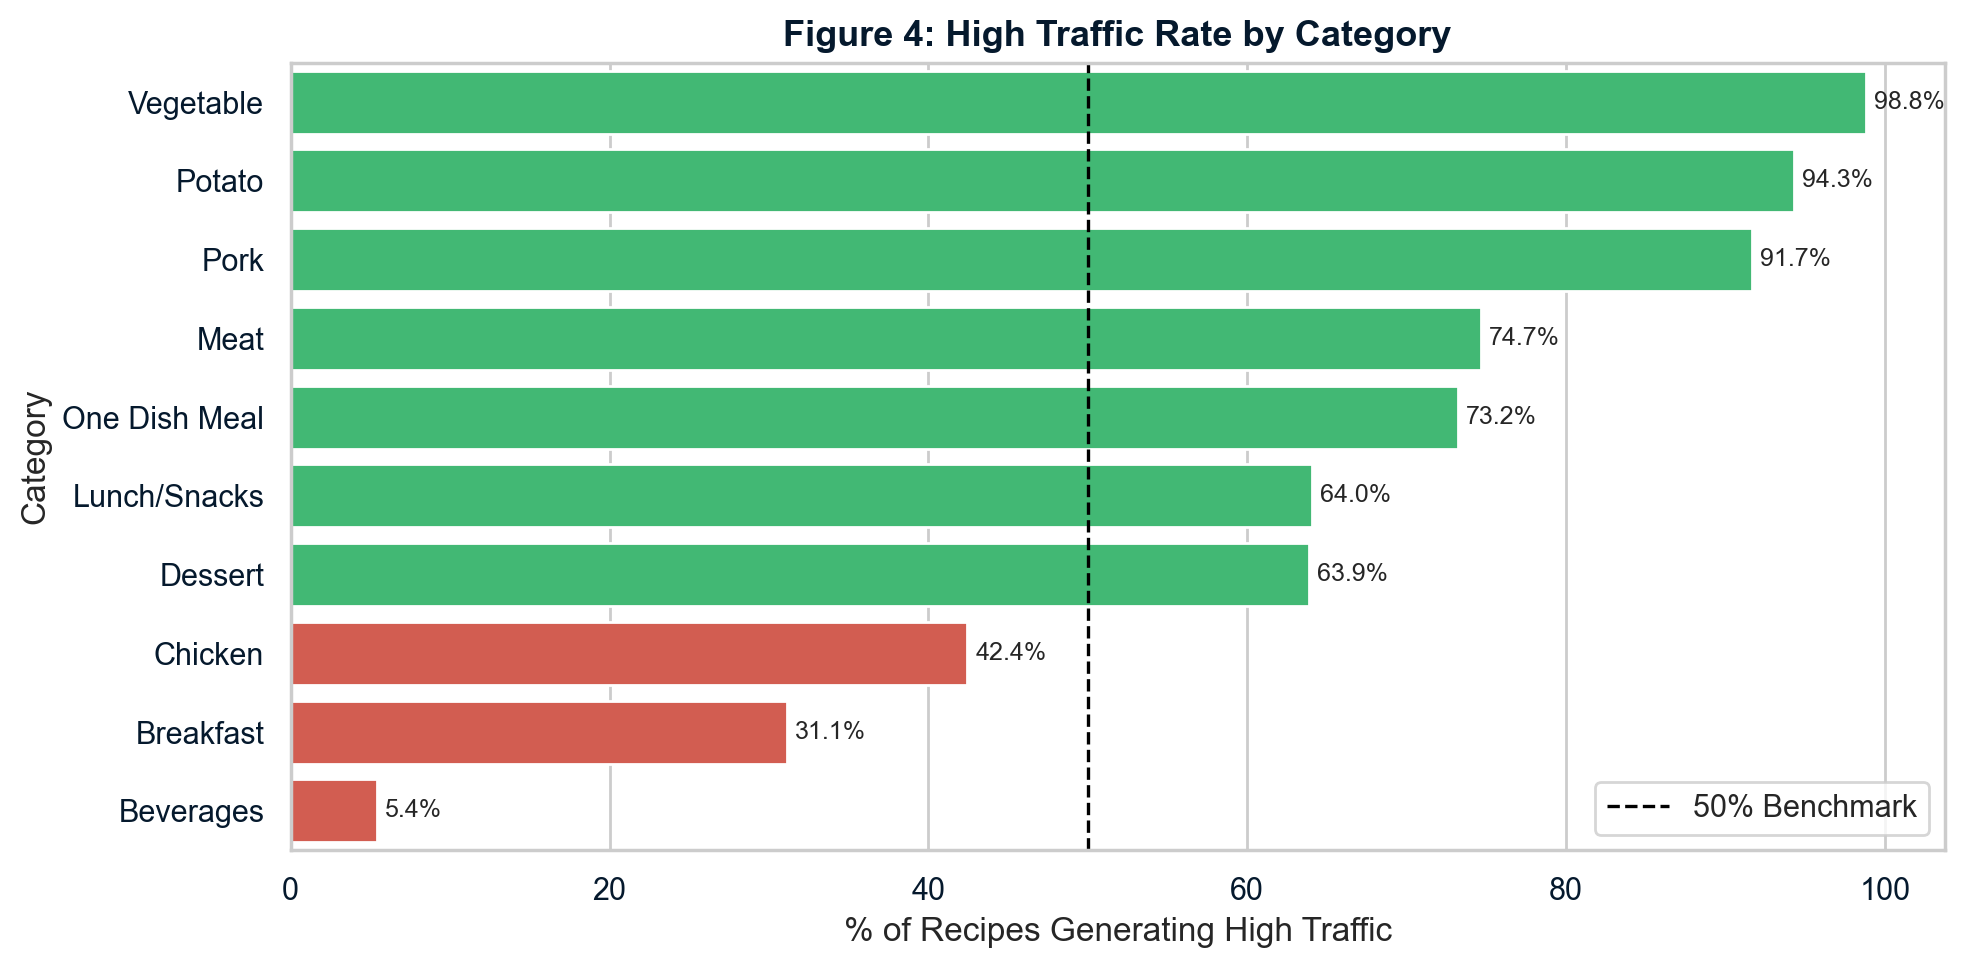 Figure 4: High Traffic Rate by Category
Category
Vegetable
98.8%
Potato
94.3%
Pork
91.7%
Meat
74.7%
One Dish Meal
73.2%
Lunch/Snacks
64.0%
Dessert
63.9%
Chicken
42.4%
Breakfast
31.1%
Beverages
5.4%
50% Benchmark
0 20 40 60 80 100
% of Recipes Generating High Traffic